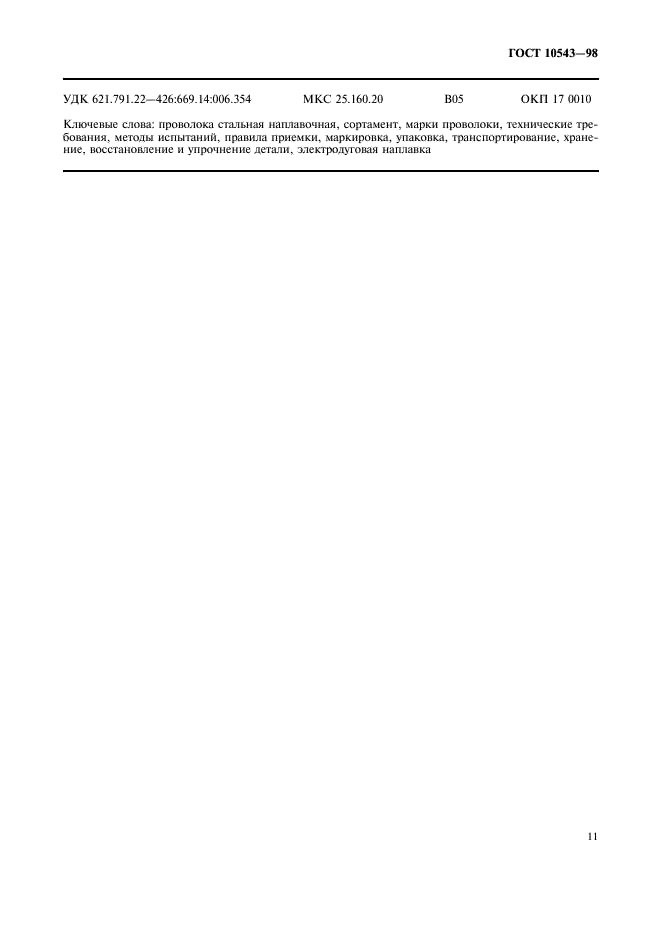 ГОСТ 10543—98
УДК 621.791.22—426:669.14:006.354 МКС 25.160.20 В05 ОКП 17 0010
Ключевые слова: проволока стальная наплавочная, сортамент, марки проволоки, технические тре-
бования, методы испытаний, правила приемки, маркировка, упаковка, транспортирование, хране-
ние, восстановление и упрочнение детали, электродуговая наплавка
11